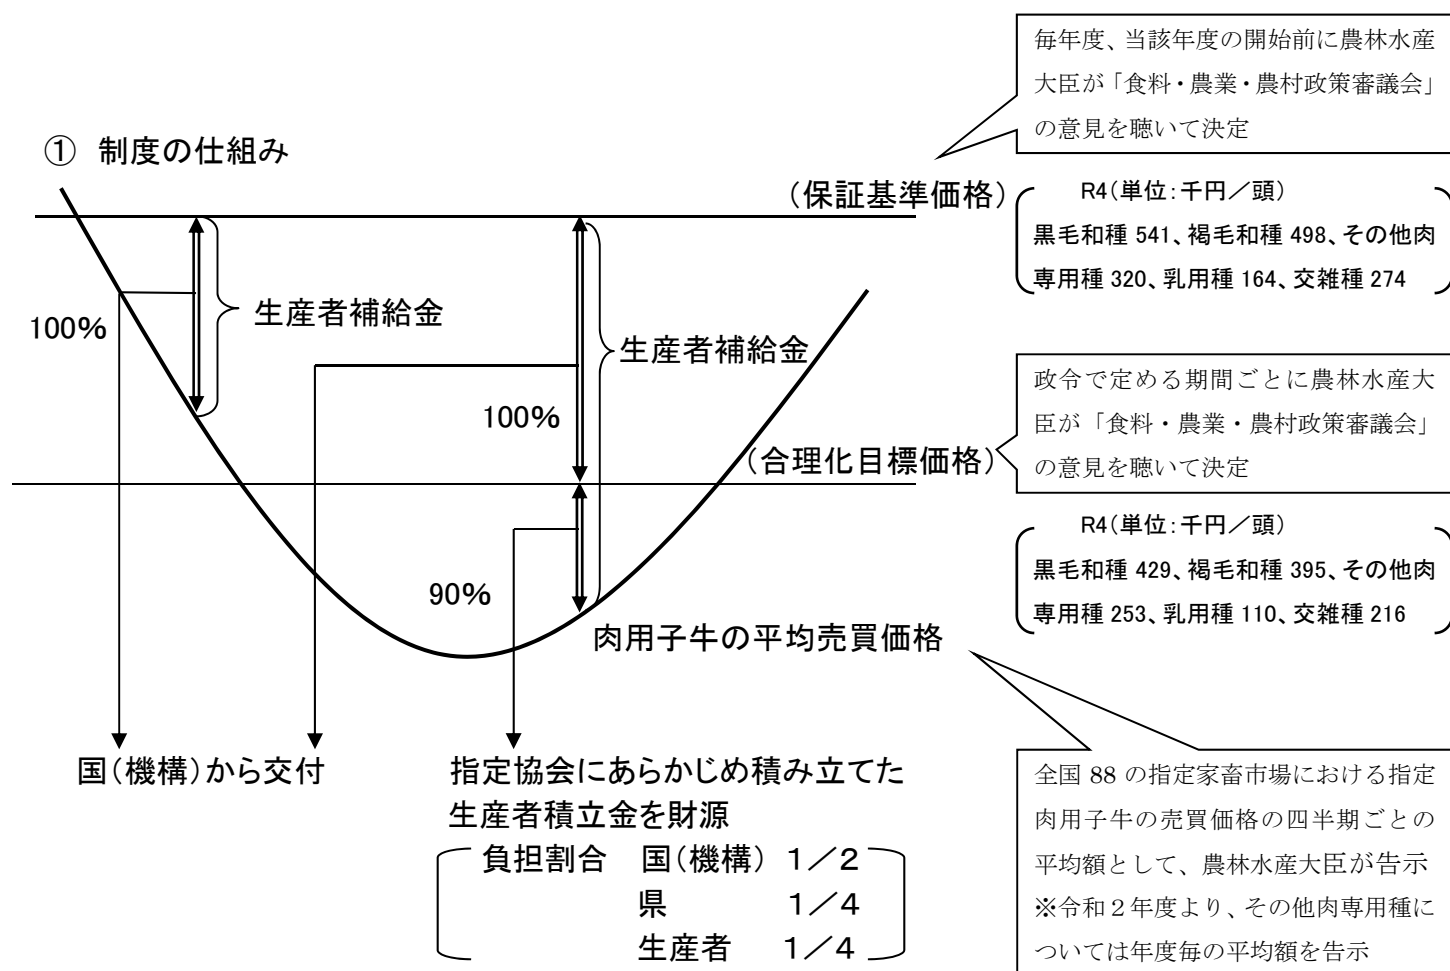 毎年度、当該年度の開始前に農林水産
大臣が「食料・農業・農村政策審議会」
の意見を聴いて決定
① 制度の仕組み
（保証基準価格）
R4（単位：千円／頭）
黒毛和種 541、褐毛和種 498、その他肉
専用種 320、乳用種 164、交雑種 274
100%
生産者補給金
生産者補給金
100%
政令で定める期間ごとに農林水産大
臣が「食料・農業・農村政策審議会」
の意見を聴いて決定
（合理化目標価格）
R4（単位：千円／頭）
黒毛和種 429、褐毛和種 395、その他肉
専用種 253、乳用種 110、交雑種 216
90%
肉用子牛の平均売買価格
国（機構）から交付
指定協会にあらかじめ積み立てた
生産者積立金を財源
負担割合 国（機構） １／２
県 １／４
生産者 １／４
全国 88 の指定家畜市場における指定
肉用子牛の売買価格の四半期ごとの
平均額として、農林水産大臣が告示
※令和２年度より、その他肉専用種に
ついては年度毎の平均額を告示